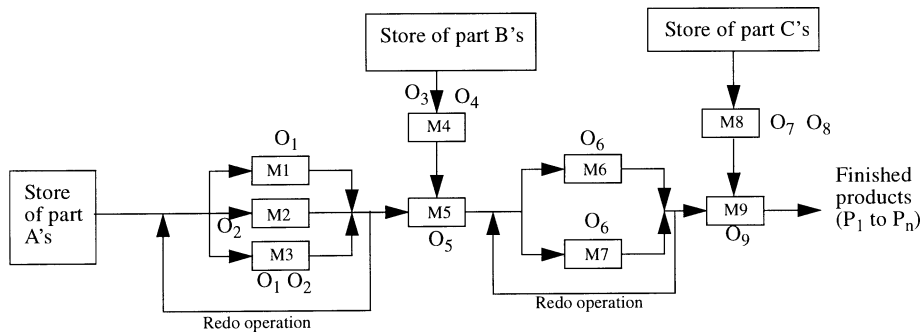 Store of part B's
Store of part C's
O₃ O₄
M4
M8
O₇ O₈
O₁
M1
O₆
M6
Store
of part
A's
O₂
M2
M5
O₅
M9
O₉
Finished
products
(P₁ to Pₙ)
M3
O₁ O₂
O₆
M7
Redo operation
Redo operation